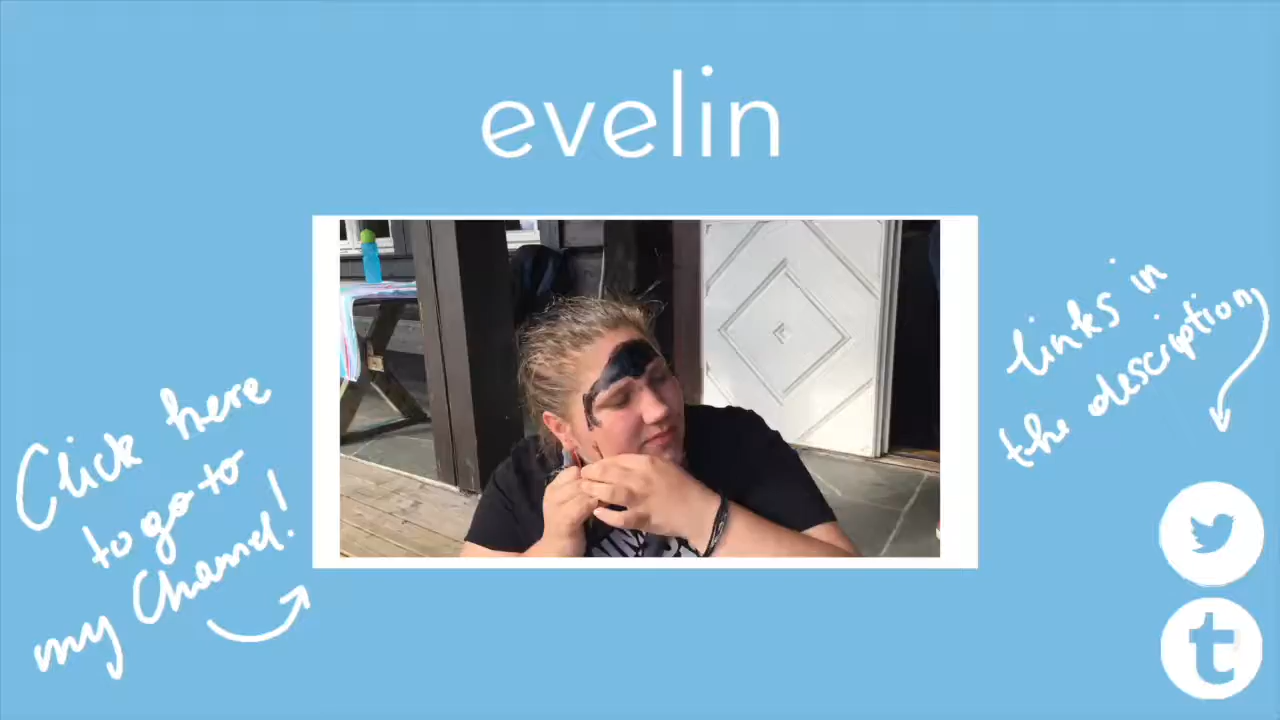 evelin
Click here
to go to
my Channel!
links in
the description